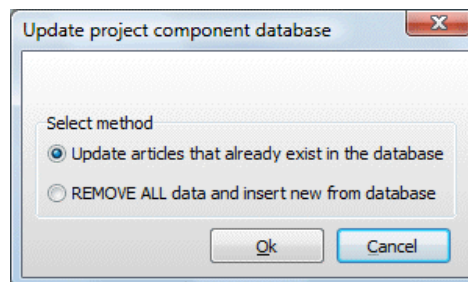 Update project component database
Select method
Update articles that already exist in the database
REMOVE ALL data and insert new from database
Ok
Cancel